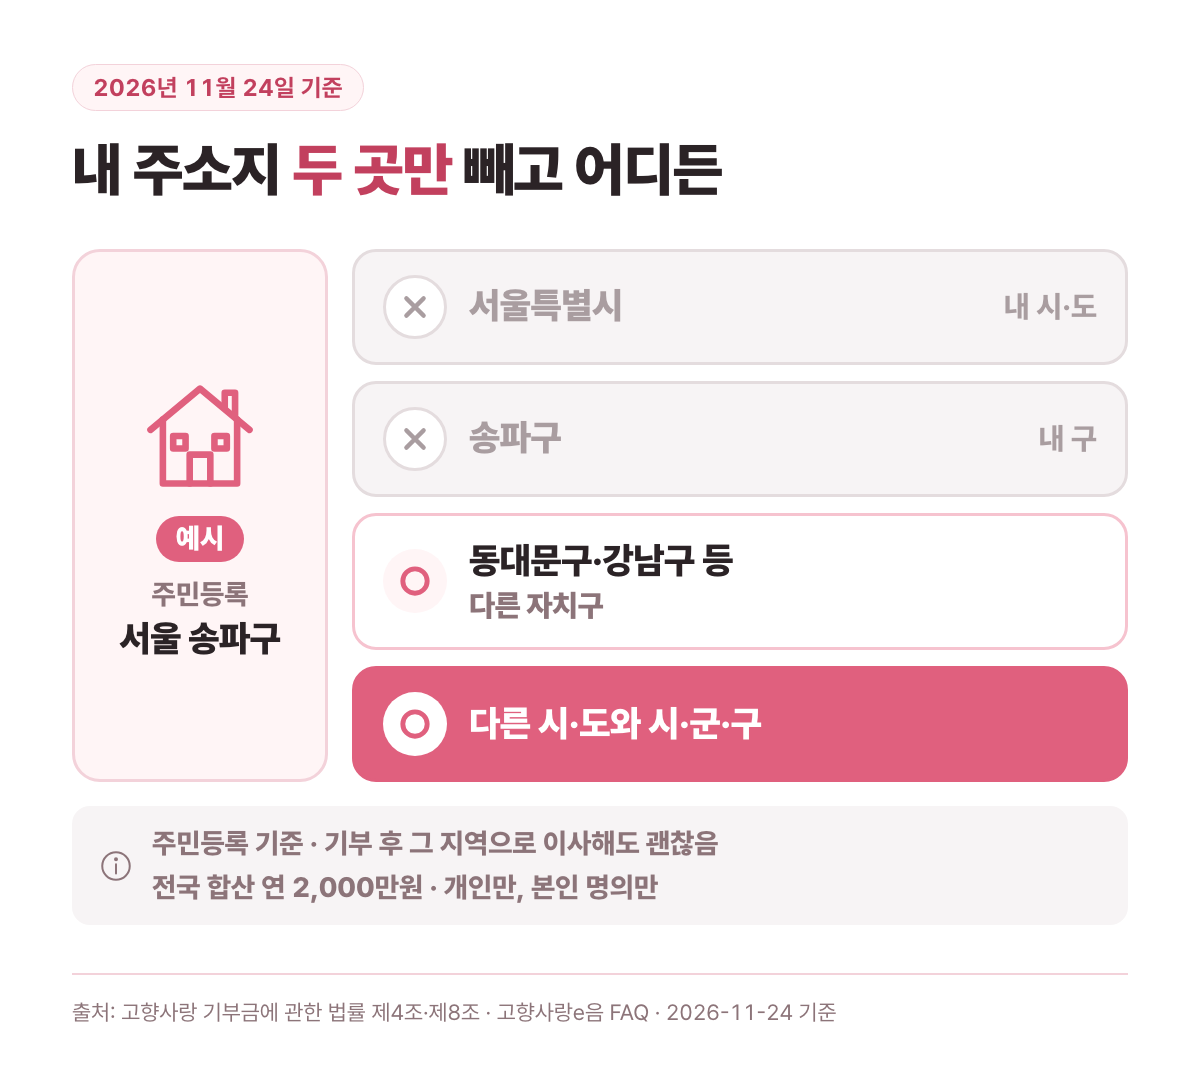 2026년 11월 24일 기준
내 주소지 두 곳만 빼고 어디든
예시
주민등록
서울 송파구
서울특별시
내 시·도
송파구
내 구
동대문구·강남구 등
다른 자치구
다른 시·도와 시·군·구
주민등록 기준 · 기부 후 그 지역으로 이사해도 괜찮음
전국 합산 연 2,000만원 · 개인만, 본인 명의만
출처: 고향사랑 기부금에 관한 법률 제4조·제8조 · 고향사랑e음 FAQ · 2026-11-24 기준